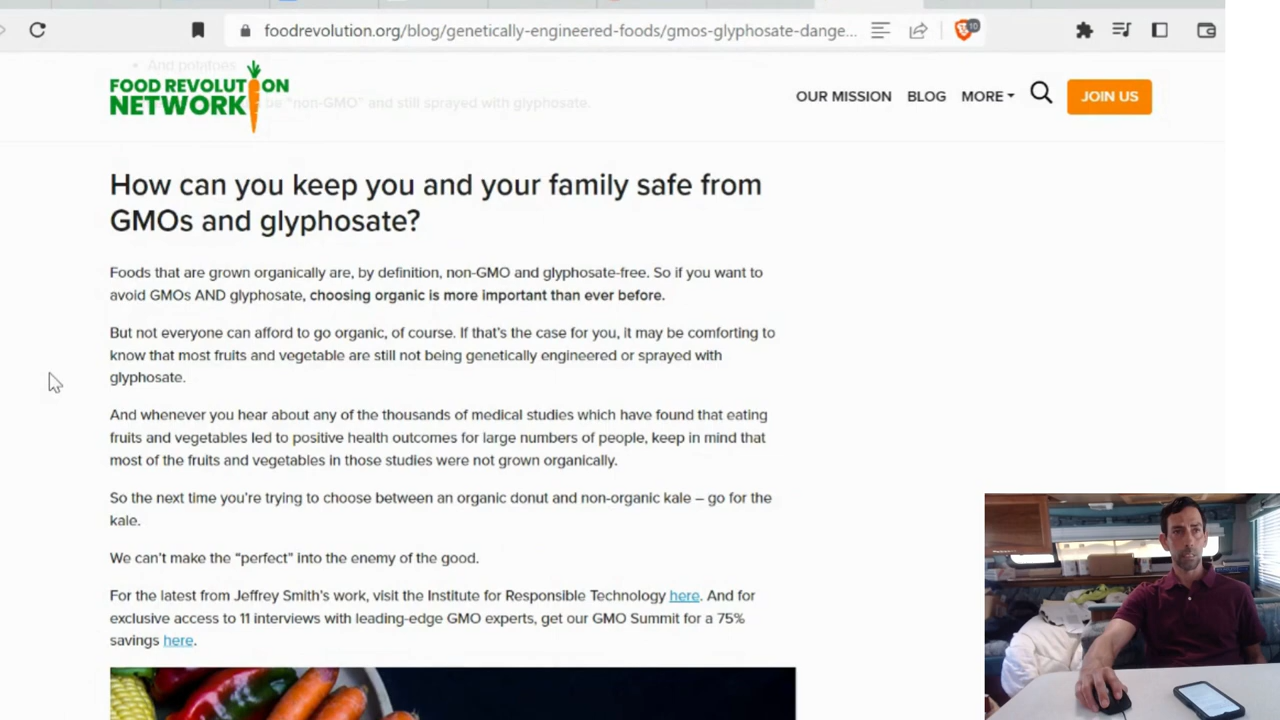 foodrevolution.org/blog/genetically-engineered-foods/gmos-glyphosate-dange...
10
And potatoes
FOOD REVOLUTION
NETWORK
be "non-GMO" and still sprayed with glyphosate.
OUR MISSION
BLOG
MORE
JOIN US
How can you keep you and your family safe from
GMOs and glyphosate?
Foods that are grown organically are, by definition, non-GMO and glyphosate-free. So if you want to
avoid GMOs AND glyphosate, choosing organic is more important than ever before.
But not everyone can afford to go organic, of course. If that's the case for you, it may be comforting to
know that most fruits and vegetable are still not being genetically engineered or sprayed with
glyphosate.
And whenever you hear about any of the thousands of medical studies which have found that eating
fruits and vegetables led to positive health outcomes for large numbers of people, keep in mind that
most of the fruits and vegetables in those studies were not grown organically.
So the next time you're trying to choose between an organic donut and non-organic kale – go for the
kale.
We can't make the "perfect" into the enemy of the good.
For the latest from Jeffrey Smith's work, visit the Institute for Responsible Technology here. And for
exclusive access to 11 interviews with leading-edge GMO experts, get our GMO Summit for a 75%
savings here.